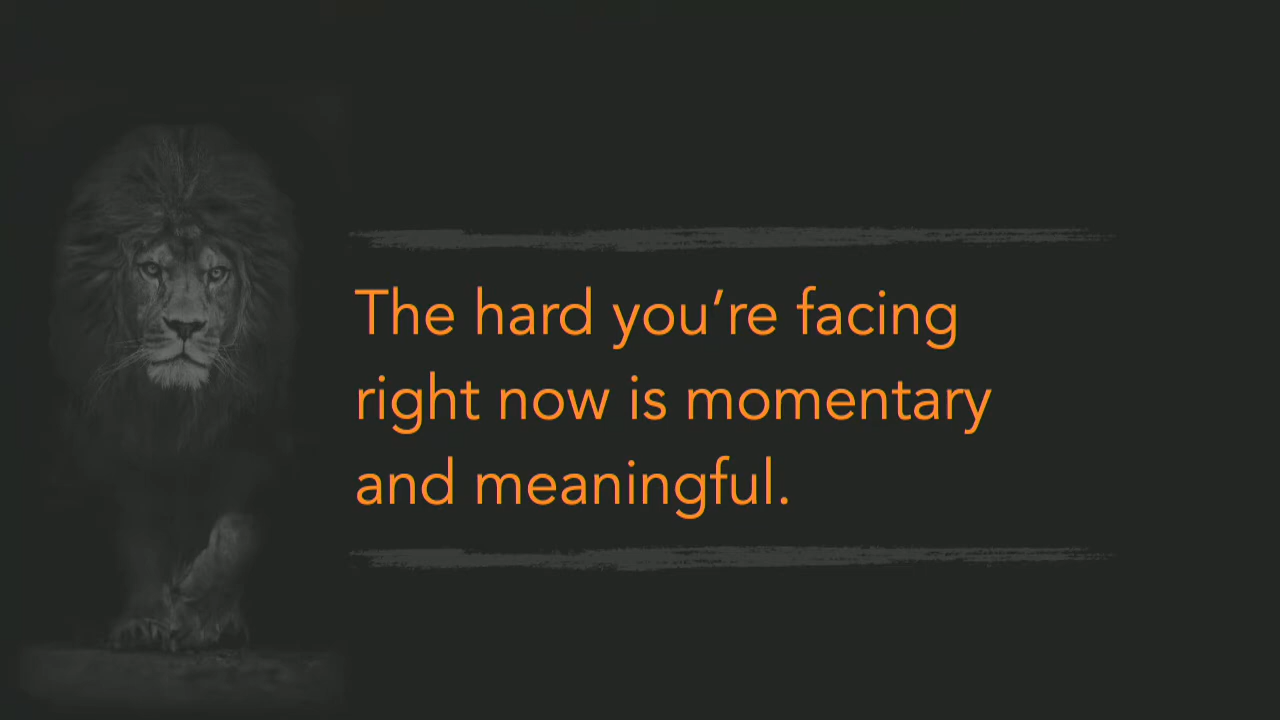 The hard you’re facing
right now is momentary
and meaningful.